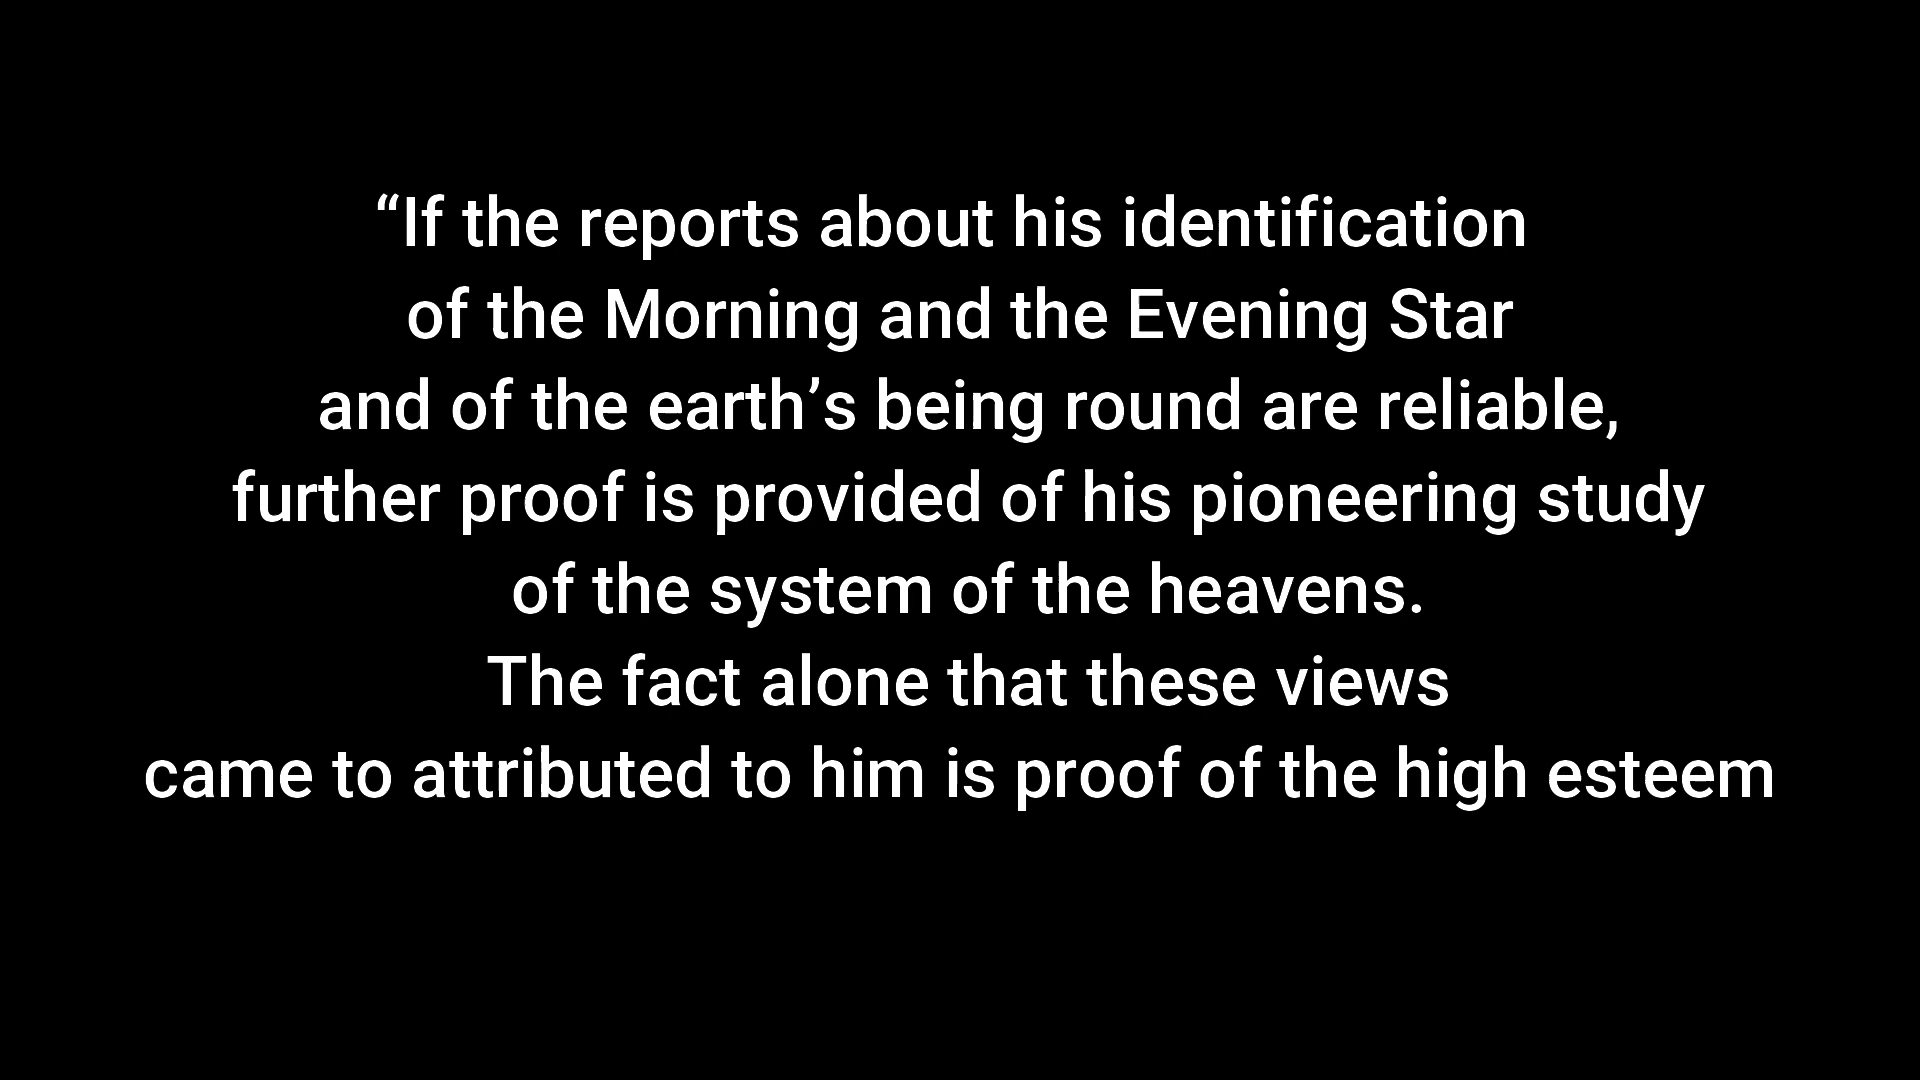 “If the reports about his identification
of the Morning and the Evening Star
and of the earth’s being round are reliable,
further proof is provided of his pioneering study
of the system of the heavens.
The fact alone that these views
came to attributed to him is proof of the high esteem